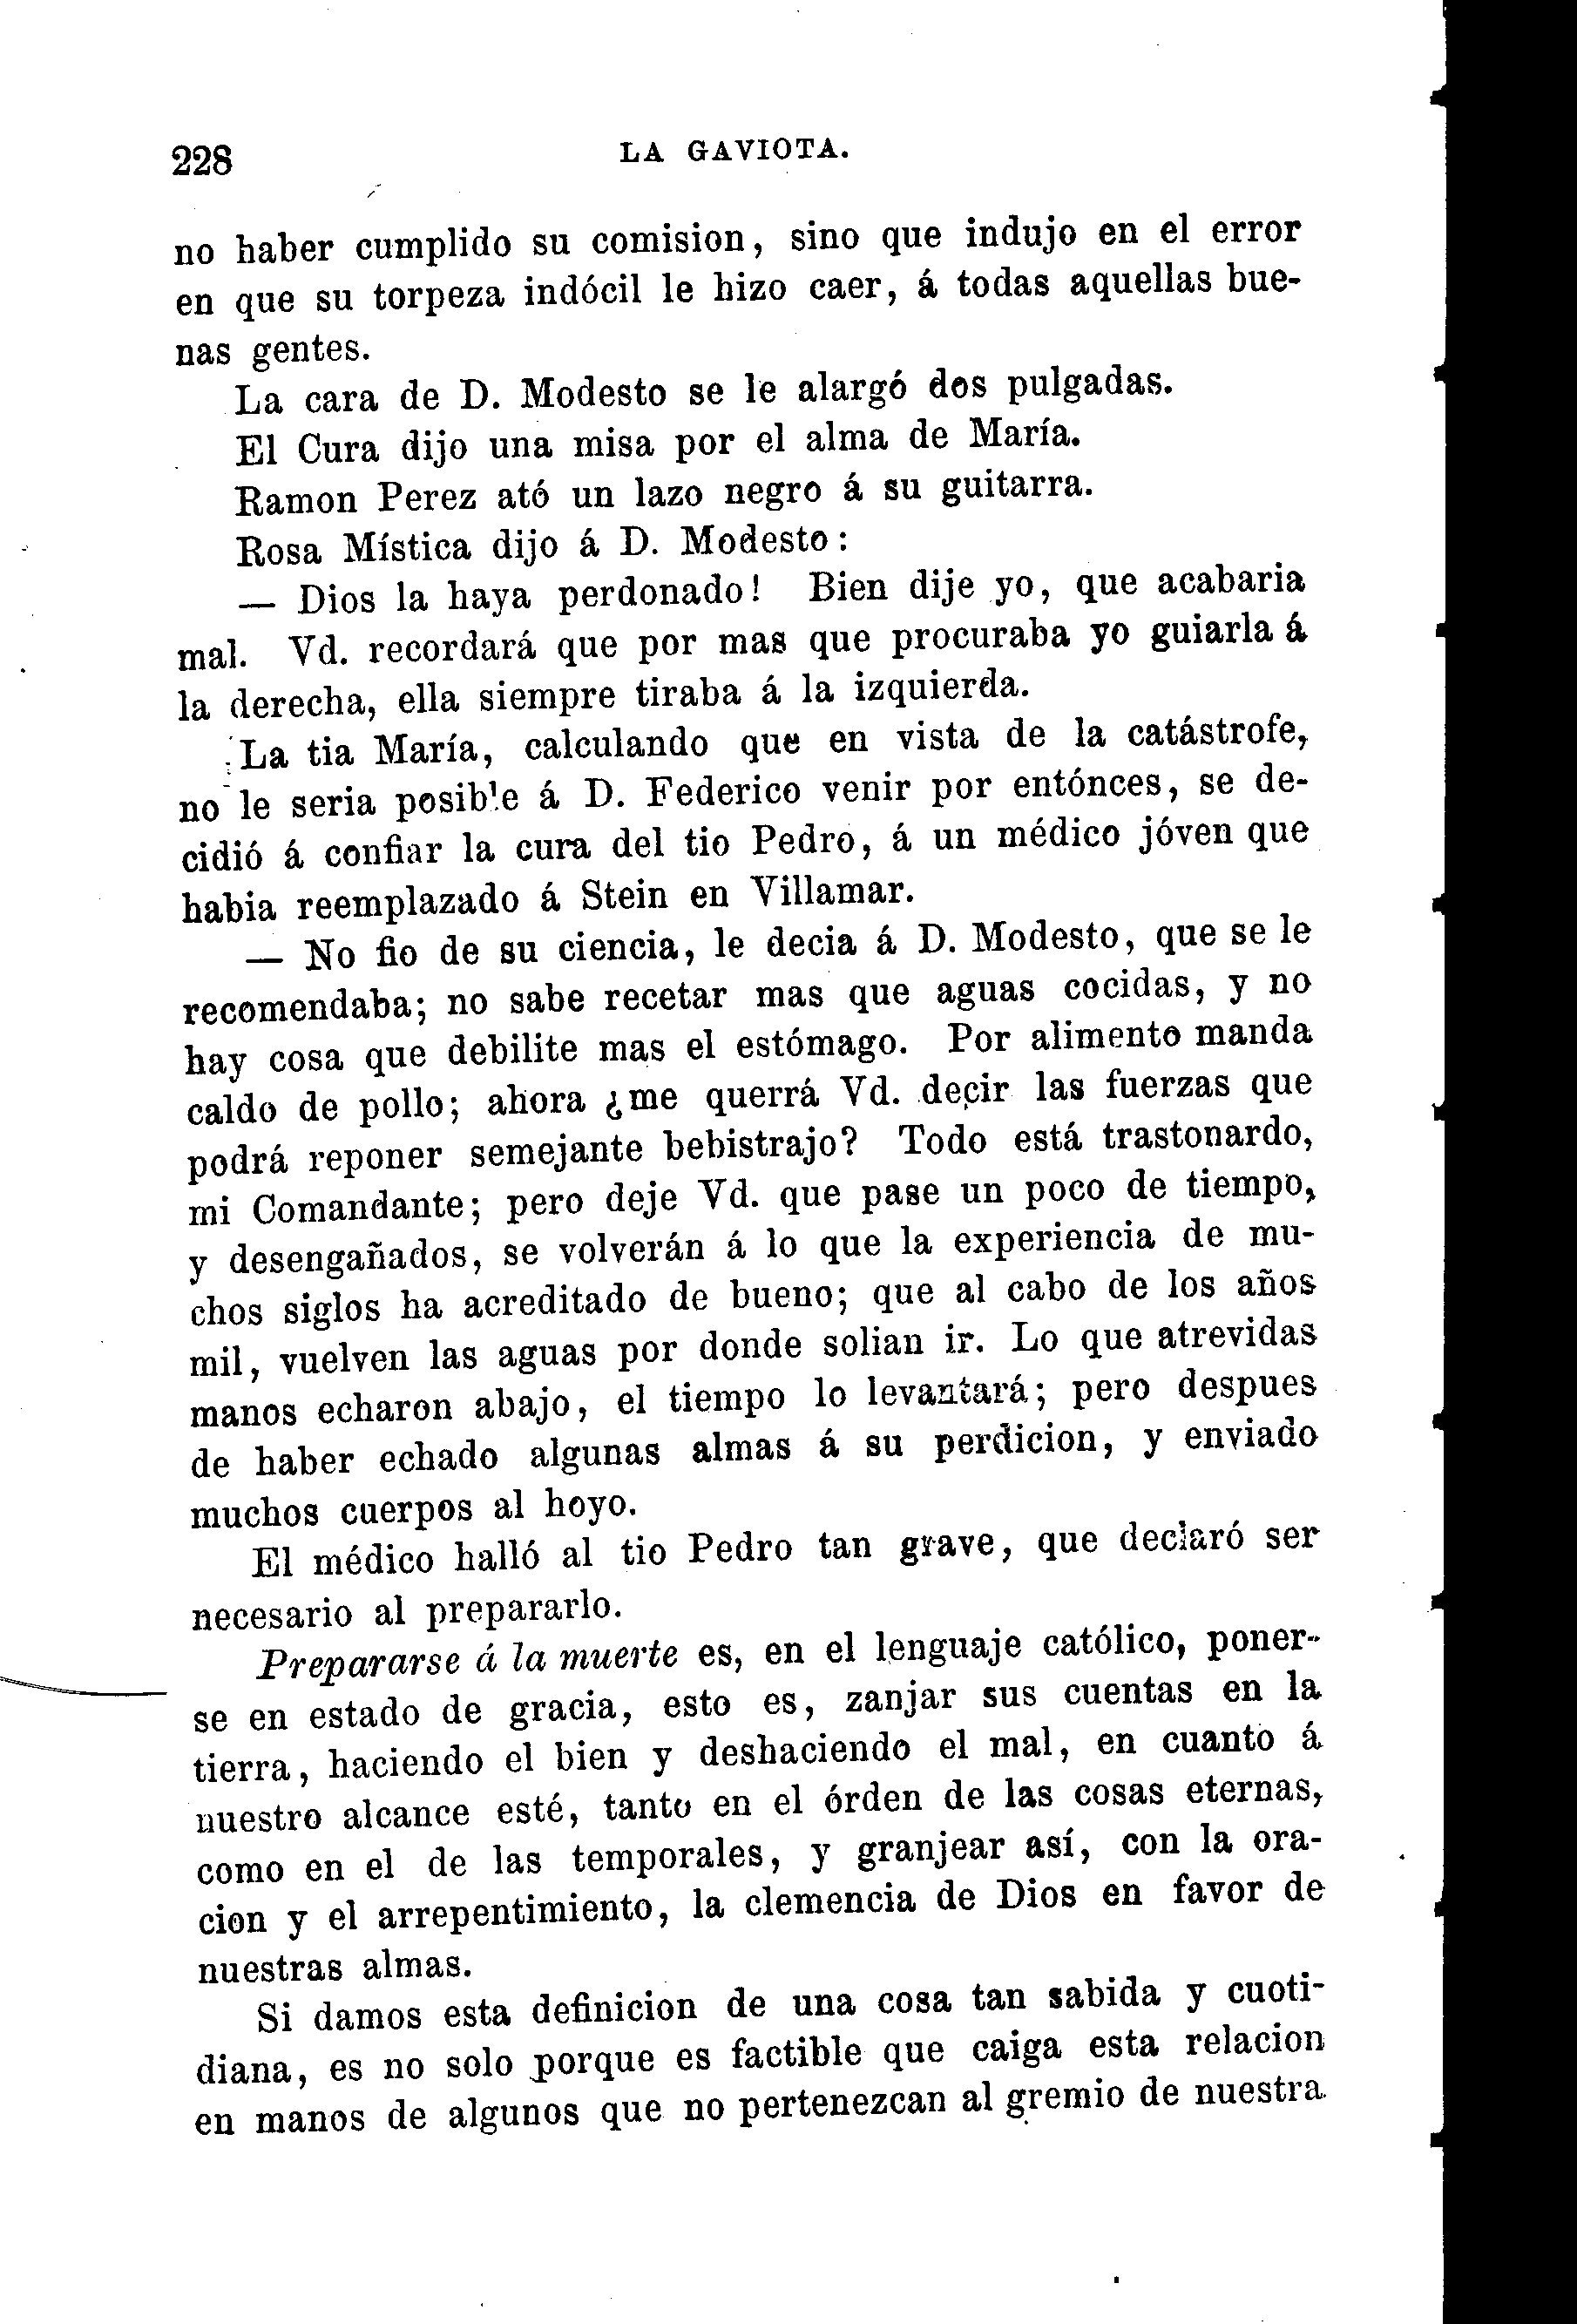 228
LA GAVIOTA.
no haber cumplido su comision, sino que indujo en el error
en que su torpeza indócil le hizo caer, á todas aquellas bue-
nas gentes.
La cara de D. Modesto se le alargó dos pulgadas.
El Cura dijo una misa por el alma de María.
Ramon Perez ató un lazo negro á su guitarra.
Rosa Mística dijo á D. Modesto:
— Dios la haya perdonado! Bien dije yo, que acabaria
mal. Vd. recordará que por mas que procuraba yo guiarla á
la derecha, ella siempre tiraba á la izquierda.
La tia María, calculando que en vista de la catástrofe,
no le seria posible á D. Federico venir por entónces, se de-
cidió á confiar la cura del tio Pedro, á un médico jóven que
habia reemplazado á Stein en Villamar.
— No fio de su ciencia, le decia á D. Modesto, que se le
recomendaba; no sabe recetar mas que aguas cocidas, y no
hay cosa que debilite mas el estómago. Por alimento manda
caldo de pollo; ahora ¿me querrá Vd. decir las fuerzas que
podrá reponer semejante bebistrajo? Todo está trastonardo,
mi Comandante; pero deje Vd. que pase un poco de tiempo,
y desengañados, se volverán á lo que la experiencia de mu-
chos siglos ha acreditado de bueno; que al cabo de los años
mil, vuelven las aguas por donde solian ir. Lo que atrevidas
manos echaron abajo, el tiempo lo levantará; pero despues
de haber echado algunas almas á su perdicion, y enviado
muchos cuerpos al hoyo.
El médico halló al tio Pedro tan grave, que declaró ser
necesario al prepararlo.
Prepararse á la muerte es, en el lenguaje católico, poner-
se en estado de gracia, esto es, zanjar sus cuentas en la
tierra, haciendo el bien y deshaciendo el mal, en cuanto á
nuestro alcance esté, tanto en el órden de las cosas eternas,
como en el de las temporales, y granjear así, con la ora-
cion y el arrepentimiento, la clemencia de Dios en favor de
nuestras almas.
Si damos esta definicion de una cosa tan sabida y cuoti-
diana, es no solo porque es factible que caiga esta relacion
en manos de algunos que no pertenezcan al gremio de nuestra